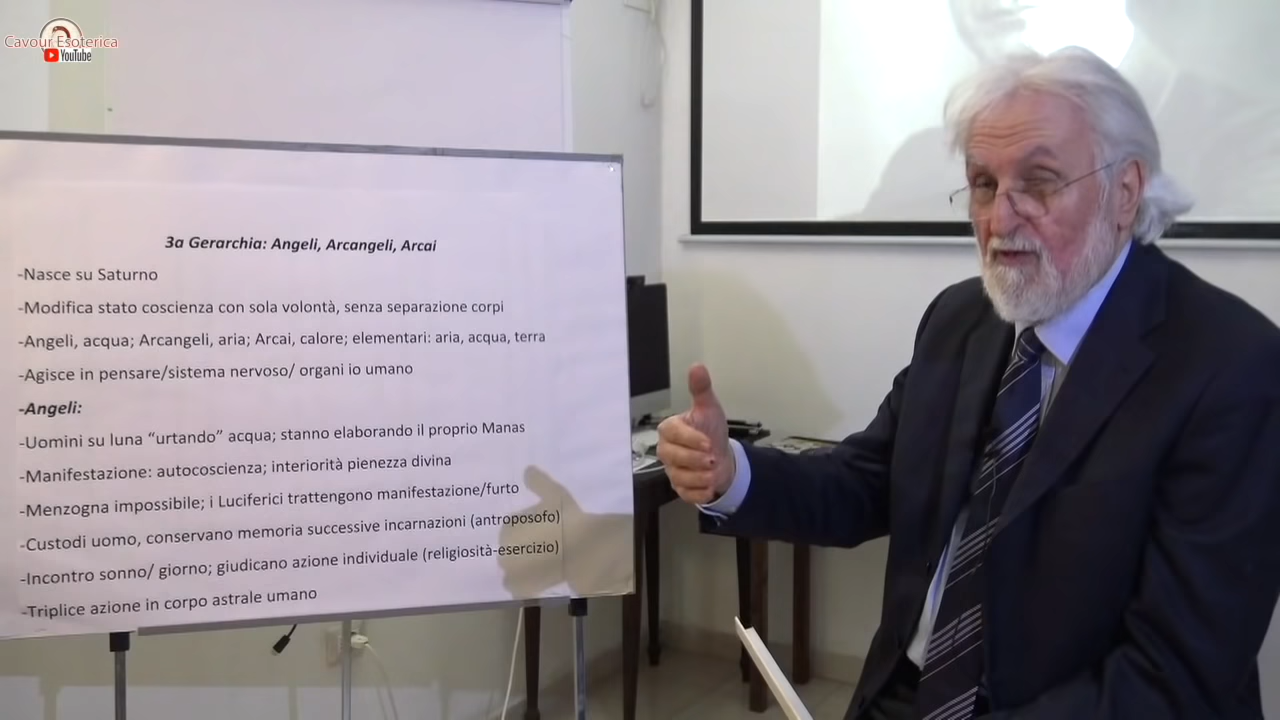 Cavour Esoterica
YouTube
3a Gerarchia: Angeli, Arcangeli, Arcai
-Nasce su Saturno
-Modifica stato coscienza con sola volontà, senza separazione corpi
-Angeli, acqua; Arcangeli, aria; Arcai, calore; elementari: aria, acqua, terra
-Agisce in pensare/sistema nervoso/ organi io umano
-Angeli:
-Uomini su luna “urtando” acqua; stanno elaborando il proprio Manas
-Manifestazione: autocoscienza; interiorità pienezza divina
-Menzogna impossibile; i Luciferici trattengono manifestazione/furto
-Custodi uomo, conservano memoria successive incarnazioni (antroposofo)
-Incontro sonno/ giorno; giudicano azione individuale (religiosità-esercizio)
-Triplice azione in corpo astrale umano